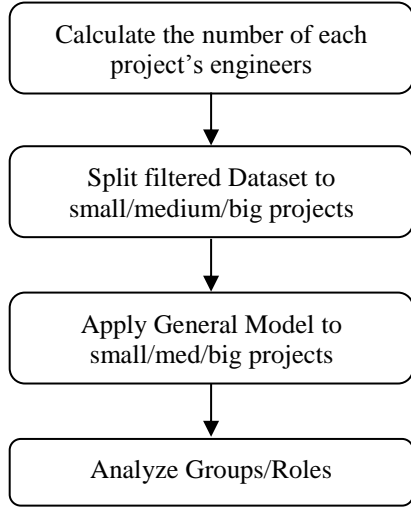 Calculate the number of each
project’s engineers
Split filtered Dataset to
small/medium/big projects
Apply General Model to
small/med/big projects
Analyze Groups/Roles